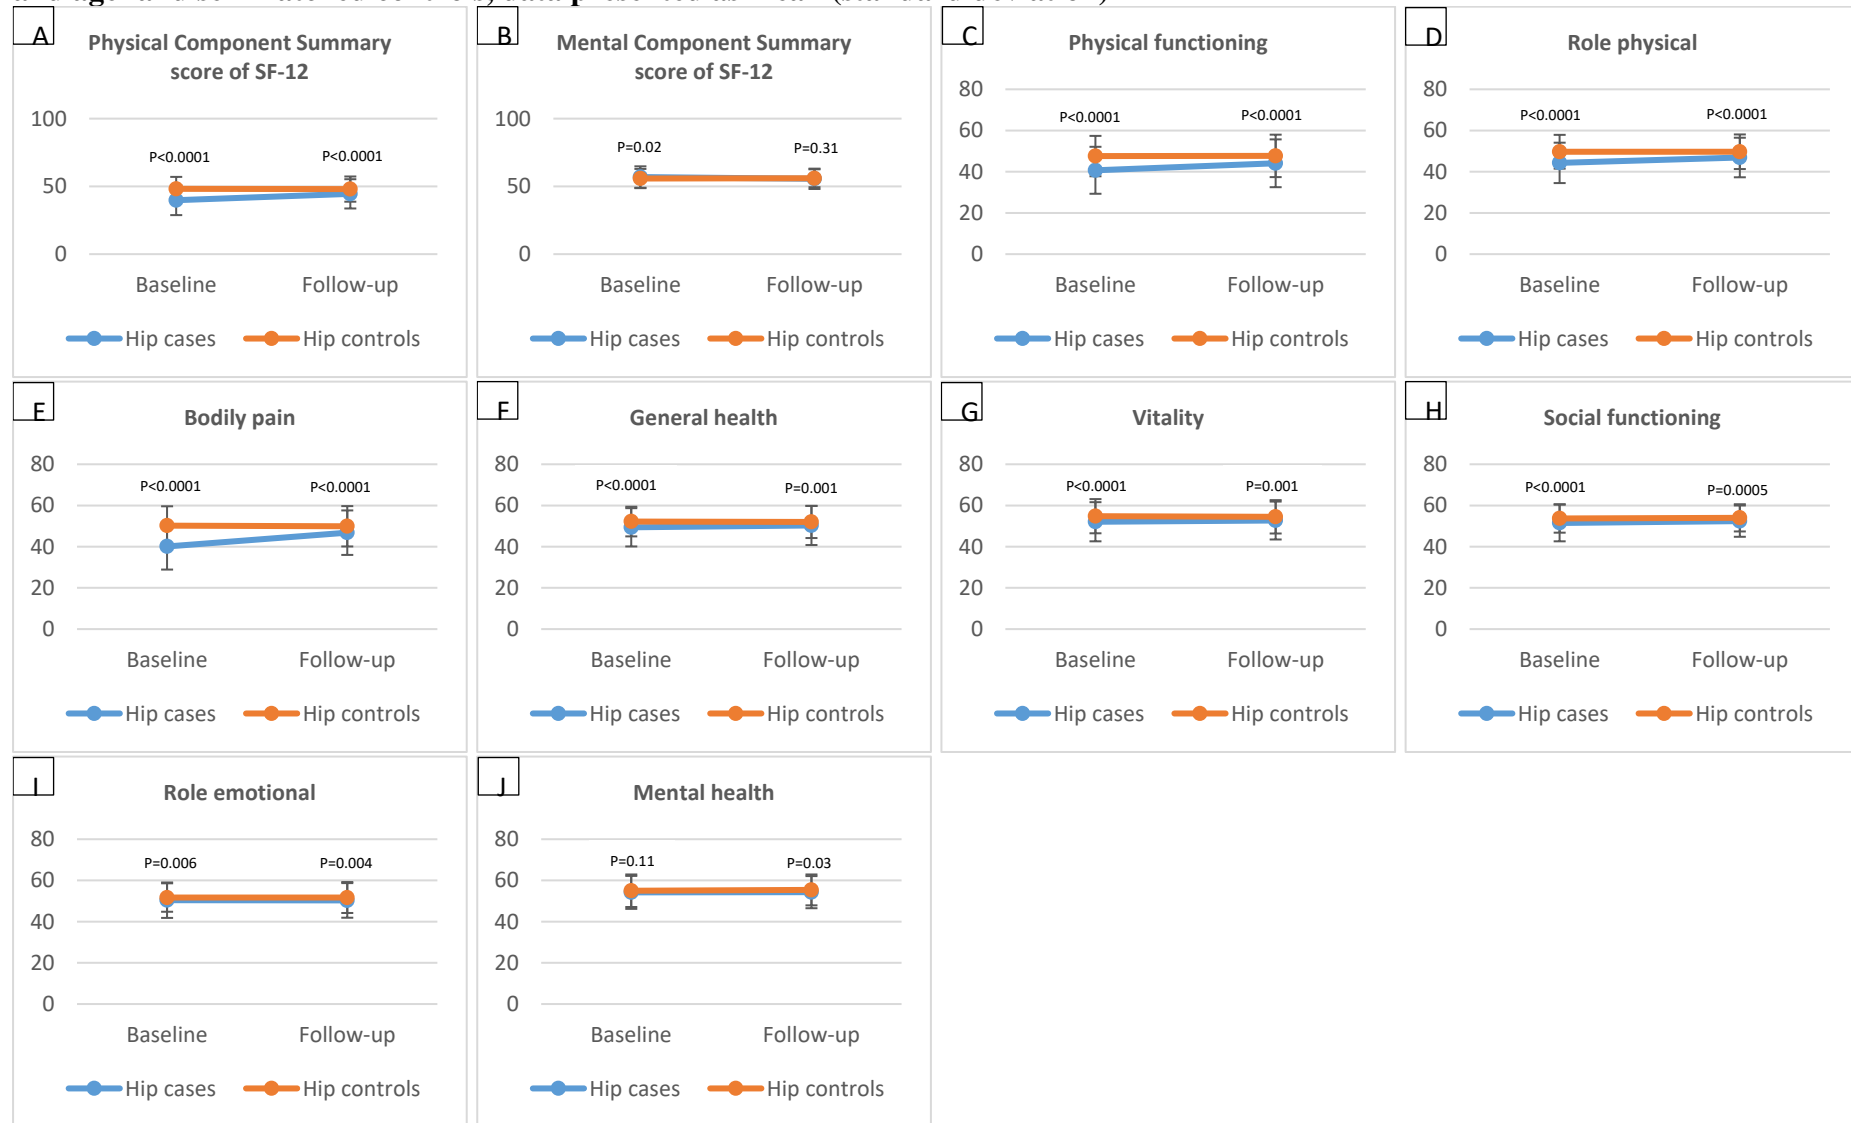 A
Physical Component Summary
score of SF-12
100
50
0
P<0.0001
P<0.0001
Baseline
Follow-up
Hip cases
Hip controls
B
Mental Component Summary
score of SF-12
100
50
0
P=0.02
P=0.31
Baseline
Follow-up
Hip cases
Hip controls
C
Physical functioning
80
60
40
20
0
P<0.0001
P<0.0001
Baseline
Follow-up
Hip cases
Hip controls
D
Role physical
80
60
40
20
0
P<0.0001
P<0.0001
Baseline
Follow-up
Hip cases
Hip controls
E
Bodily pain
80
60
40
20
0
P<0.0001
P<0.0001
Baseline
Follow-up
Hip cases
Hip controls
F
General health
80
60
40
20
0
P<0.0001
P=0.001
Baseline
Follow-up
Hip cases
Hip controls
G
Vitality
80
60
40
20
0
P<0.0001
P=0.001
Baseline
Follow-up
Hip cases
Hip controls
H
Social functioning
80
60
40
20
0
P<0.0001
P=0.0005
Baseline
Follow-up
Hip cases
Hip controls
I
Role emotional
80
60
40
20
0
P=0.006
P=0.004
Baseline
Follow-up
Hip cases
Hip controls
J
Mental health
80
60
40
20
0
P=0.11
P=0.03
Baseline
Follow-up
Hip cases
Hip controls